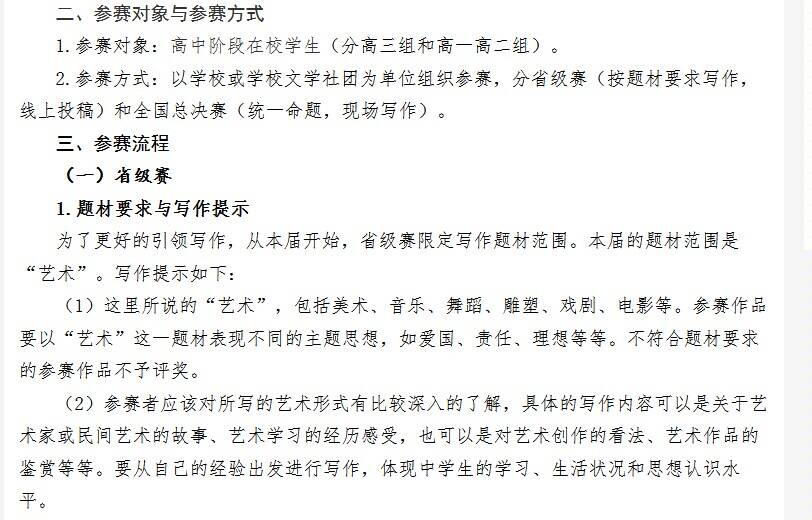 二、参赛对象与参赛方式
1.参赛对象：高中阶段在校学生（分高三组和高一高二组）。
2.参赛方式：以学校或学校文学社团为单位组织参赛，分省级赛（按题材要求写作，
线上投稿）和全国总决赛（统一命题，现场写作）。
三、参赛流程
（一）省级赛
1.题材要求与写作提示
为了更好的引领写作，从本届开始，省级赛限定写作题材范围。本届的题材范围是
“艺术”。写作提示如下：
（1）这里所说的“艺术”，包括美术、音乐、舞蹈、雕塑、戏剧、电影等。参赛作品
要以“艺术”这一题材表现不同的主题思想，如爱国、责任、理想等等。不符合题材要求
的参赛作品不予评奖。
（2）参赛者应该对所写的艺术形式有比较深入的了解，具体的写作内容可以是关于艺
术家或民间艺术的故事、艺术学习的经历感受，也可以是对艺术创作的看法、艺术作品的
鉴赏等等。要从自己的经验出发进行写作，体现中学生的学习、生活状况和思想认识水
平。